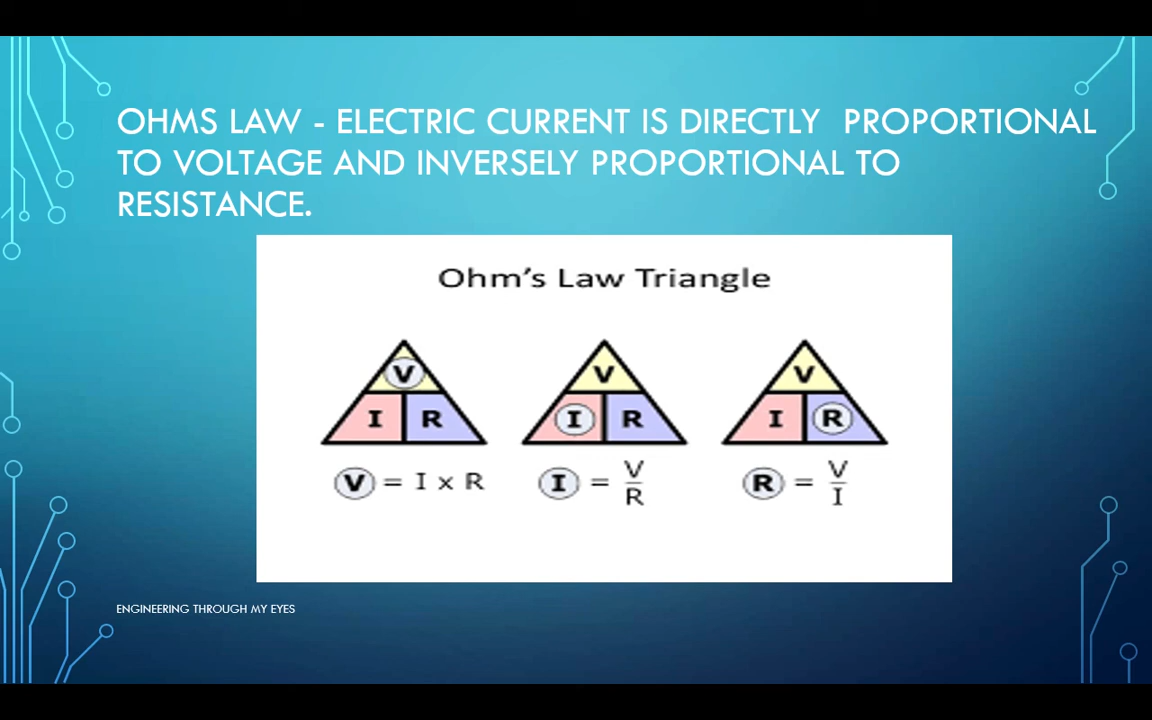 OHMS LAW - ELECTRIC CURRENT IS DIRECTLY PROPORTIONAL
TO VOLTAGE AND INVERSELY PROPORTIONAL TO
RESISTANCE.
Ohm's Law Triangle
V V V
I R I R I R
V = I x R I = V/R R = V/I
ENGINEERING THROUGH MY EYES